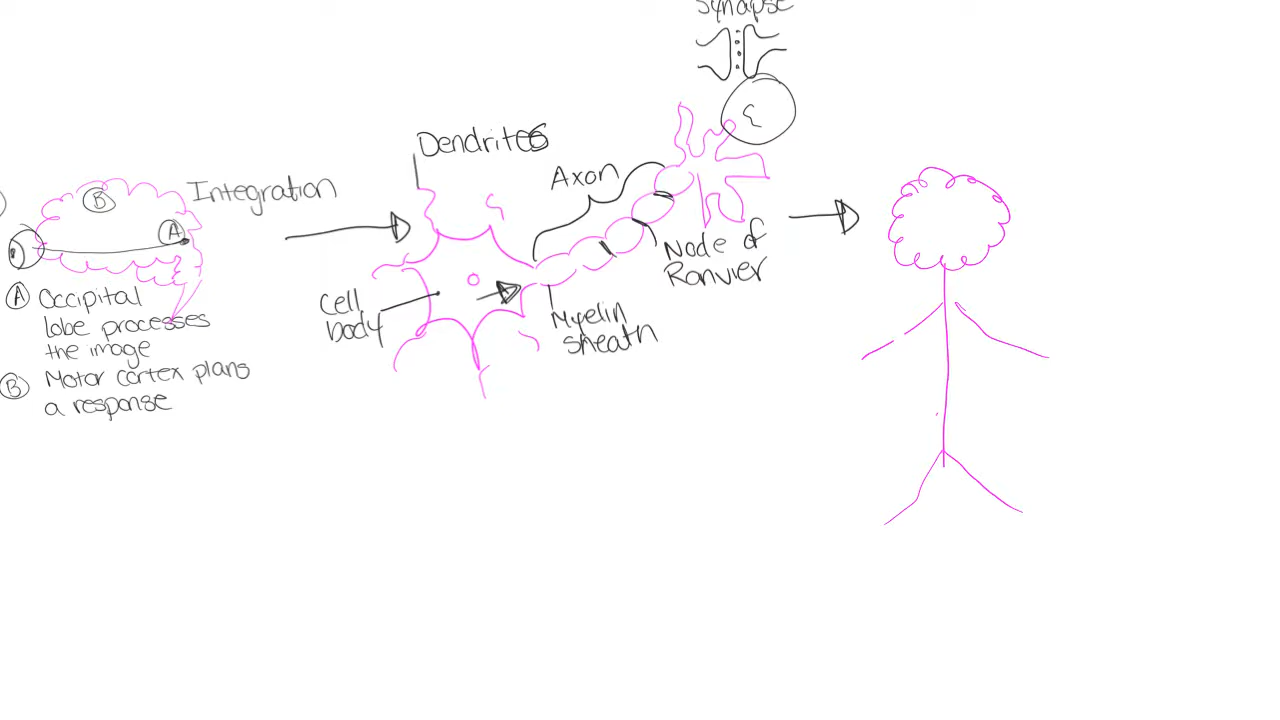 Synapse
Dendrites
Axon
B
Integration
A
Node of
Ranvier
A Occipital
lobe processes
the image
Cell
body
Myelin
sheath
B Motor cortex plans
a response